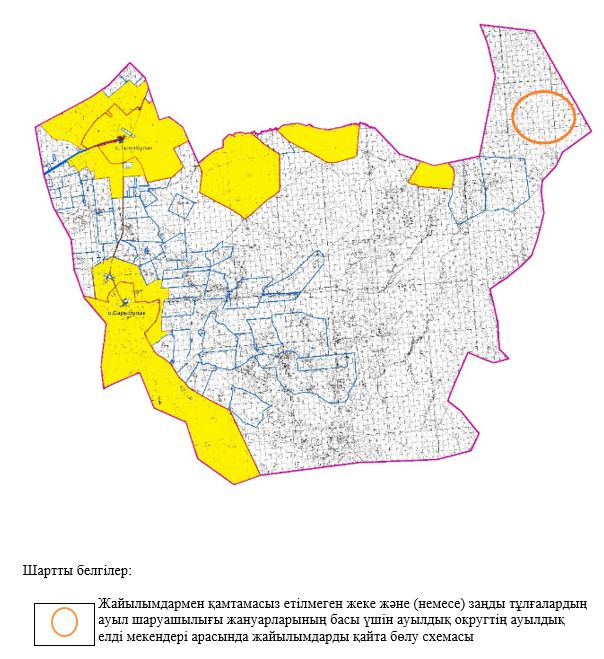 с.Сарыбулак
Шартты белгілер:
Жайылымдармен қамтамасыз етілмеген жеке және (немесе) заңды тұлғалардың
ауыл шаруашылығы жануарларының басы үшін ауылдық округтің ауылдық
елді мекендері арасында жайылымдарды қайта бөлу схемасы